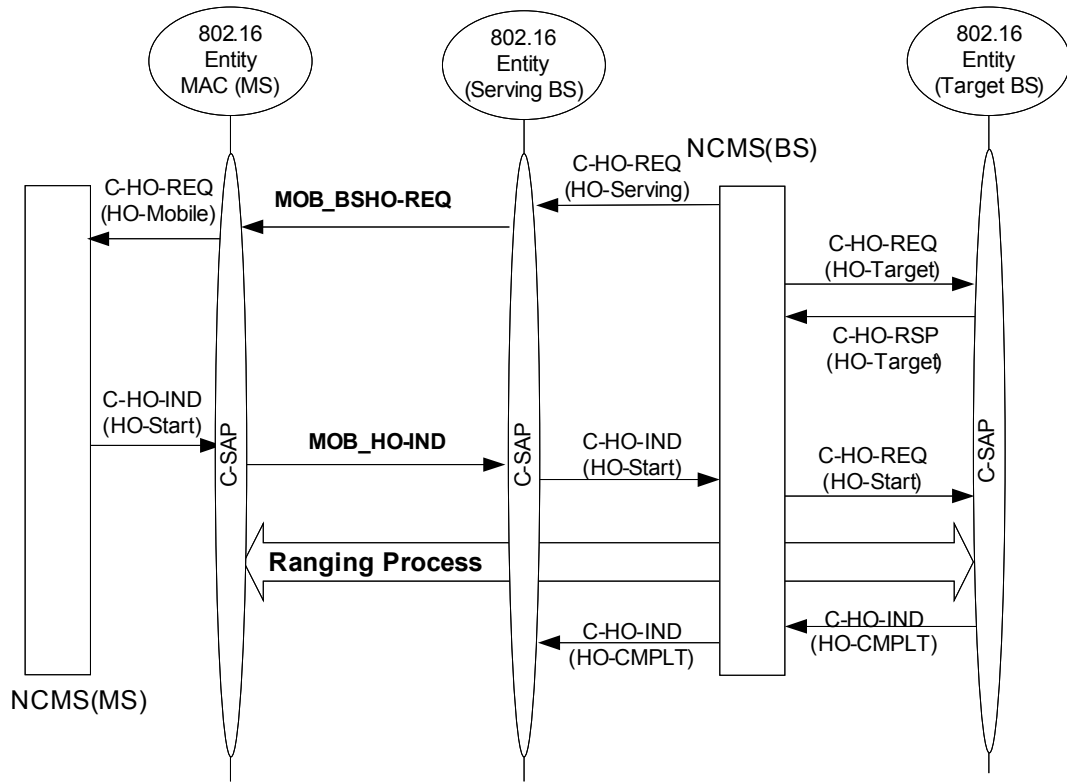 802.16
Entity
MAC (MS)
802.16
Entity
(Serving BS)
802.16
Entity
(Target BS)
NCMS(BS)
C-HO-REQ
(HO-Mobile)
MOB_BSHO-REQ
C-HO-REQ
(HO-Serving)
C-HO-REQ
(HO-Target)
C-HO-RSP
(HO-Target)
C-HO-IND
(HO-Start)
C-SAP
MOB_HO-IND
C-SAP
C-HO-IND
(HO-Start)
C-HO-REQ
(HO-Start)
C-SAP
Ranging Process
C-HO-IND
(HO-CMPLT)
C-HO-IND
(HO-CMPLT)
NCMS(MS)